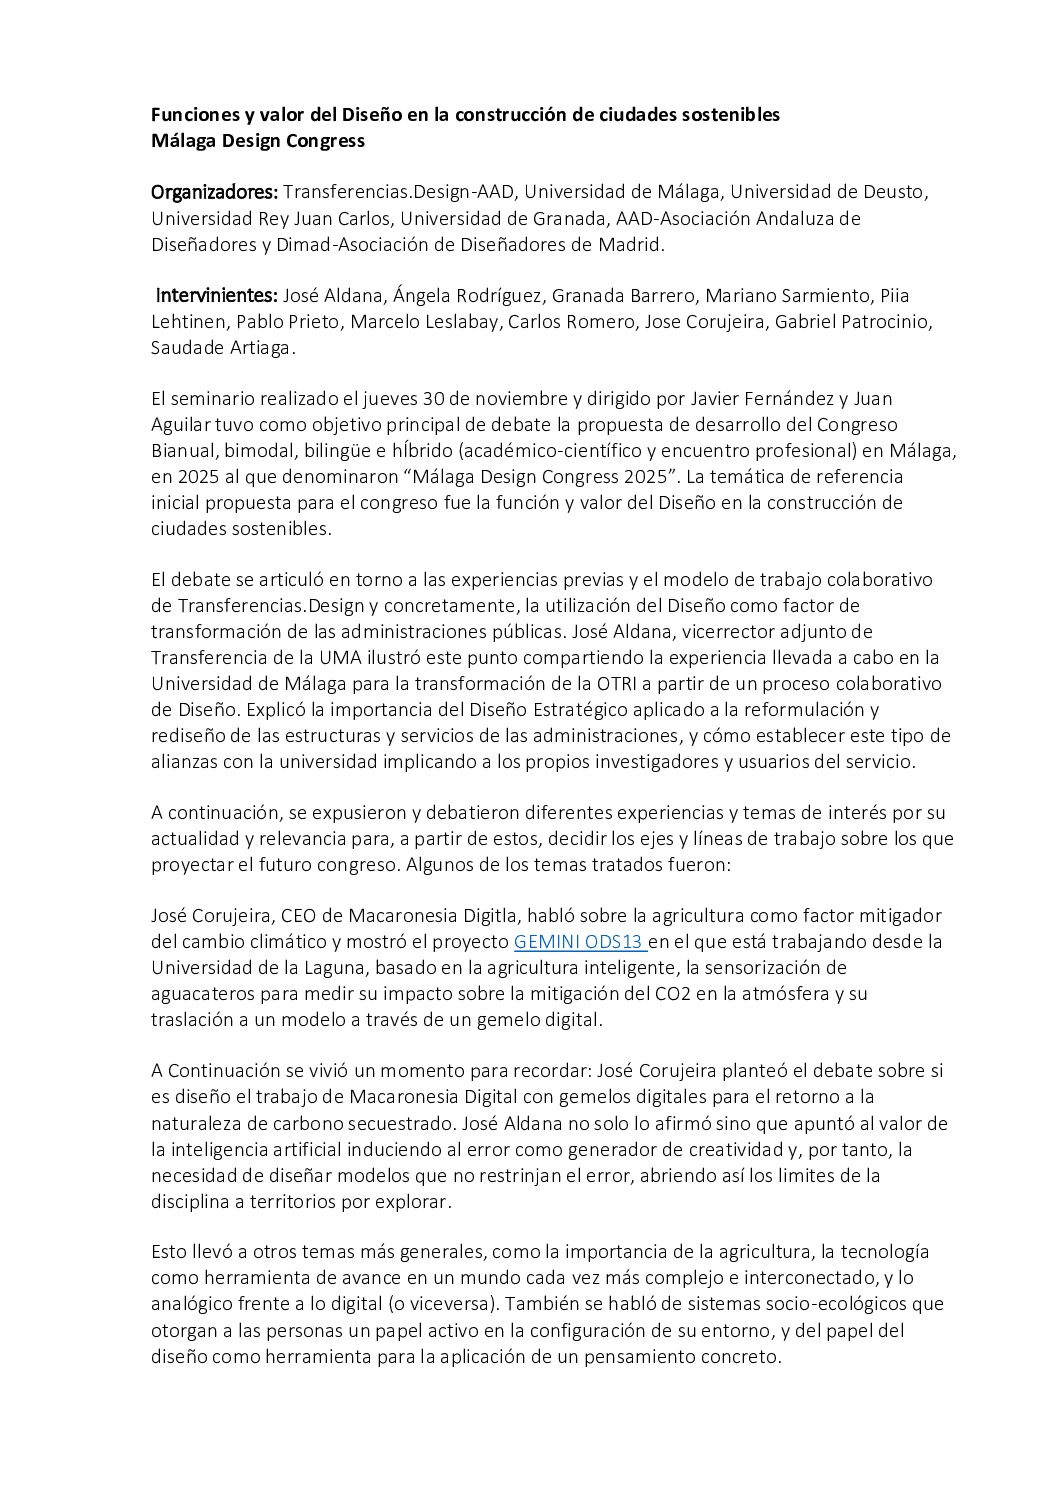 Funciones y valor del Diseño en la construcción de ciudades sostenibles
Málaga Design Congress
Organizadores: Transferencias.Design-AAD, Universidad de Málaga, Universidad de Deusto,
Universidad Rey Juan Carlos, Universidad de Granada, AAD-Asociación Andaluza de
Diseñadores y Dimad-Asociación de Diseñadores de Madrid.
Intervinientes: José Aldana, Ángela Rodríguez, Granada Barrero, Mariano Sarmiento, Piia
Lehtinen, Pablo Prieto, Marcelo Leslabay, Carlos Romero, Jose Corujeira, Gabriel Patrocinio,
Saudade Artiaga.
El seminario realizado el jueves 30 de noviembre y dirigido por Javier Fernández y Juan
Aguilar tuvo como objetivo principal de debate la propuesta de desarrollo del Congreso
Bianual, bimodal, bilingüe e hÍbrido (académico-científico y encuentro profesional) en Málaga,
en 2025 al que denominaron “Málaga Design Congress 2025”. La temática de referencia
inicial propuesta para el congreso fue la función y valor del Diseño en la construcción de
ciudades sostenibles.
El debate se articuló en torno a las experiencias previas y el modelo de trabajo colaborativo
de Transferencias.Design y concretamente, la utilización del Diseño como factor de
transformación de las administraciones públicas. José Aldana, vicerrector adjunto de
Transferencia de la UMA ilustró este punto compartiendo la experiencia llevada a cabo en la
Universidad de Málaga para la transformación de la OTRI a partir de un proceso colaborativo
de Diseño. Explicó la importancia del Diseño Estratégico aplicado a la reformulación y
rediseño de las estructuras y servicios de las administraciones, y cómo establecer este tipo de
alianzas con la universidad implicando a los propios investigadores y usuarios del servicio.
A continuación, se expusieron y debatieron diferentes experiencias y temas de interés por su
actualidad y relevancia para, a partir de estos, decidir los ejes y líneas de trabajo sobre los que
proyectar el futuro congreso. Algunos de los temas tratados fueron:
José Corujeira, CEO de Macaronesia Digitla, habló sobre la agricultura como factor mitigador
del cambio climático y mostró el proyecto GEMINI ODS13 en el que está trabajando desde la
Universidad de la Laguna, basado en la agricultura inteligente, la sensorización de
aguacateros para medir su impacto sobre la mitigación del CO2 en la atmósfera y su
traslación a un modelo a través de un gemelo digital.
A Continuación se vivió un momento para recordar: José Corujeira planteó el debate sobre si
es diseño el trabajo de Macaronesia Digital con gemelos digitales para el retorno a la
naturaleza de carbono secuestrado. José Aldana no solo lo afirmó sino que apuntó al valor de
la inteligencia artificial induciendo al error como generador de creatividad y, por tanto, la
necesidad de diseñar modelos que no restrinjan el error, abriendo así los limites de la
disciplina a territorios por explorar.
Esto llevó a otros temas más generales, como la importancia de la agricultura, la tecnología
como herramienta de avance en un mundo cada vez más complejo e interconectado, y lo
analógico frente a lo digital (o viceversa). También se habló de sistemas socio-ecológicos que
otorgan a las personas un papel activo en la configuración de su entorno, y del papel del
diseño como herramienta para la aplicación de un pensamiento concreto.